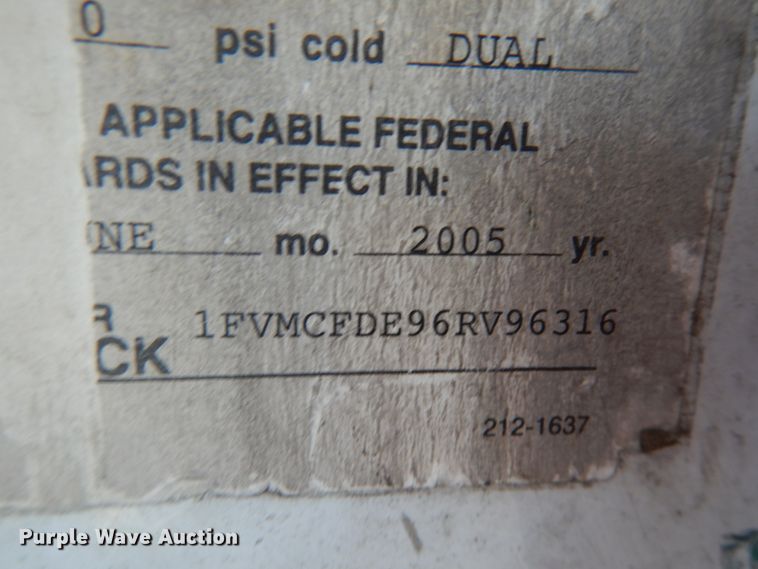 0 psi cold DUAL
APPLICABLE FEDERAL
RDS IN EFFECT IN:
NE mo. 2005 yr.
R
CK 1FVMCFDE96RV96316
212-1637
Purple Wave Auction